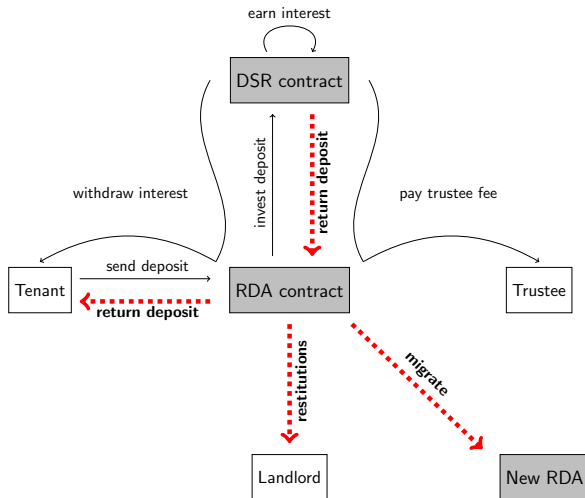 earn interest
DSR contract
invest deposit
return deposit
withdraw interest
pay trustee fee
send deposit
Tenant
RDA contract
Trustee
return deposit
restitutions
migrate
Landlord
New RDA